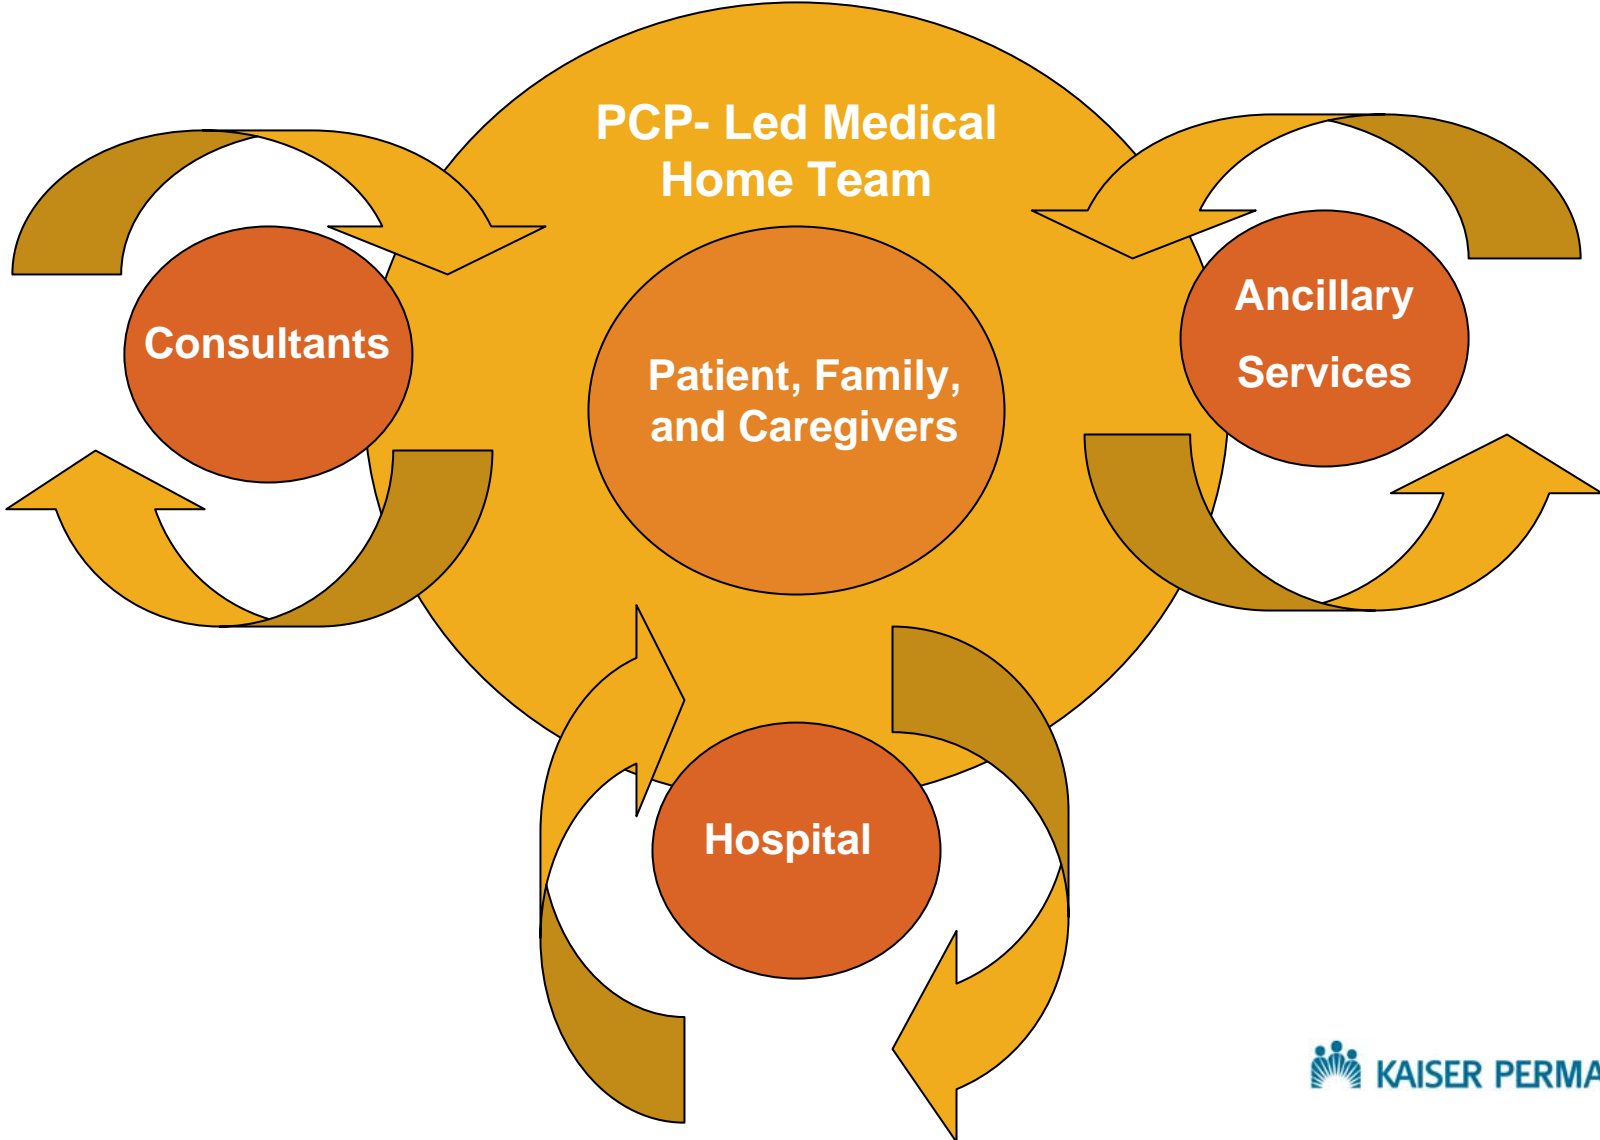 PCP- Led Medical
Home Team
Consultants
Patient, Family,
and Caregivers
Ancillary
Services
Hospital
KAISER PERMA